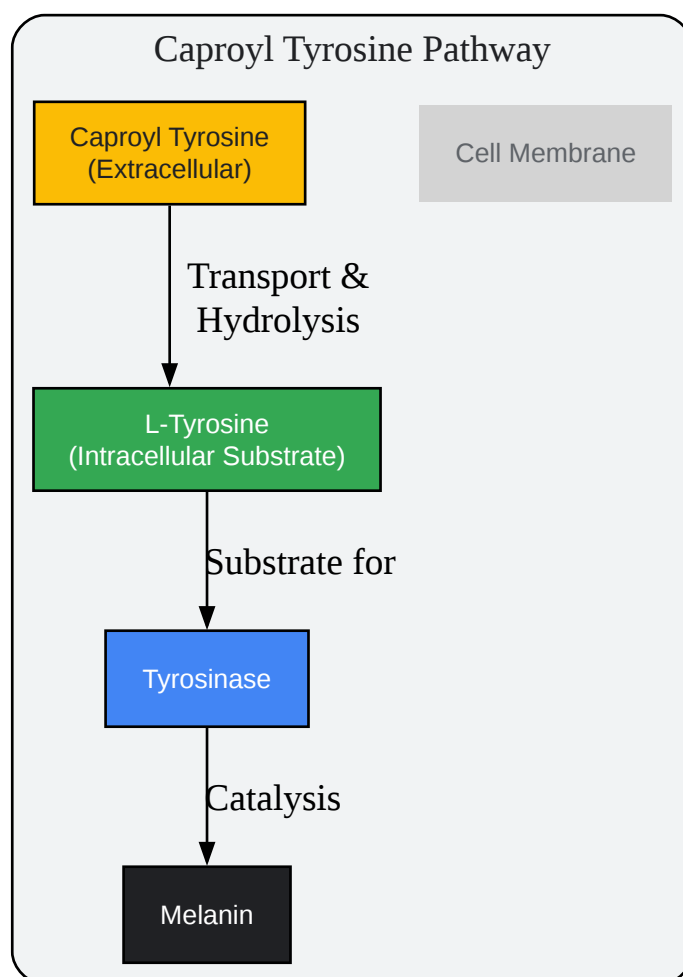 Caproyl Tyrosine Pathway
Caproyl Tyrosine
(Extracellular)
Cell Membrane
Transport &
Hydrolysis
L-Tyrosine
(Intracellular Substrate)
Substrate for
Tyrosinase
Catalysis
Melanin